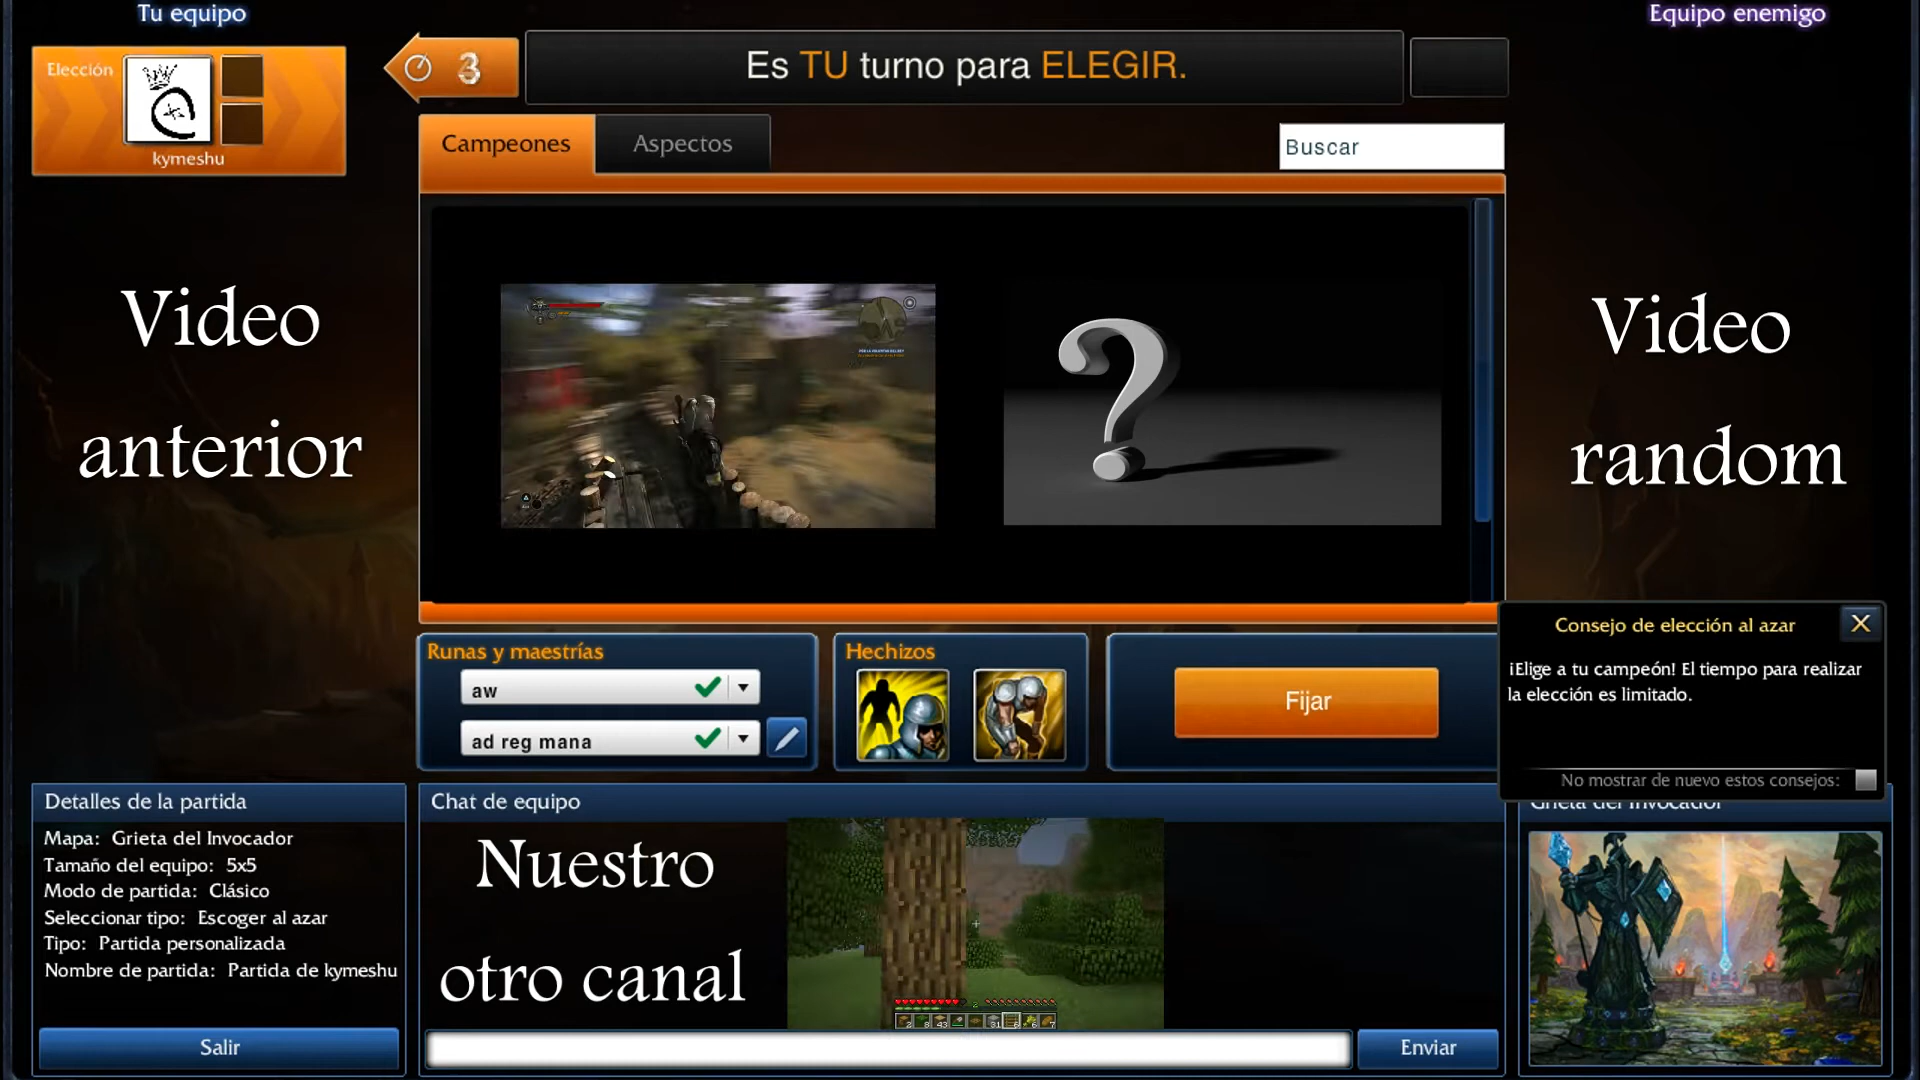 Tu equipo
Equipo enemigo
Elección
kymeshu
3
Es TU turno para ELEGIR.
Campeones
Aspectos
Buscar
Video
anterior
Video
random
Runas y maestrías
aw
ad reg mana
Hechizos
Fijar
Consejo de elección al azar
X
¡Elige a tu campeón! El tiempo para realizar
la elección es limitado.
No mostrar de nuevo estos consejos:
Detalles de la partida
Mapa: Grieta del Invocador
Tamaño del equipo: 5x5
Modo de partida: Clásico
Seleccionar tipo: Escoger al azar
Tipo: Partida personalizada
Nombre de partida: Partida de kymeshu
Salir
Chat de equipo
Nuestro
otro canal
Enviar
Grieta del Invocador